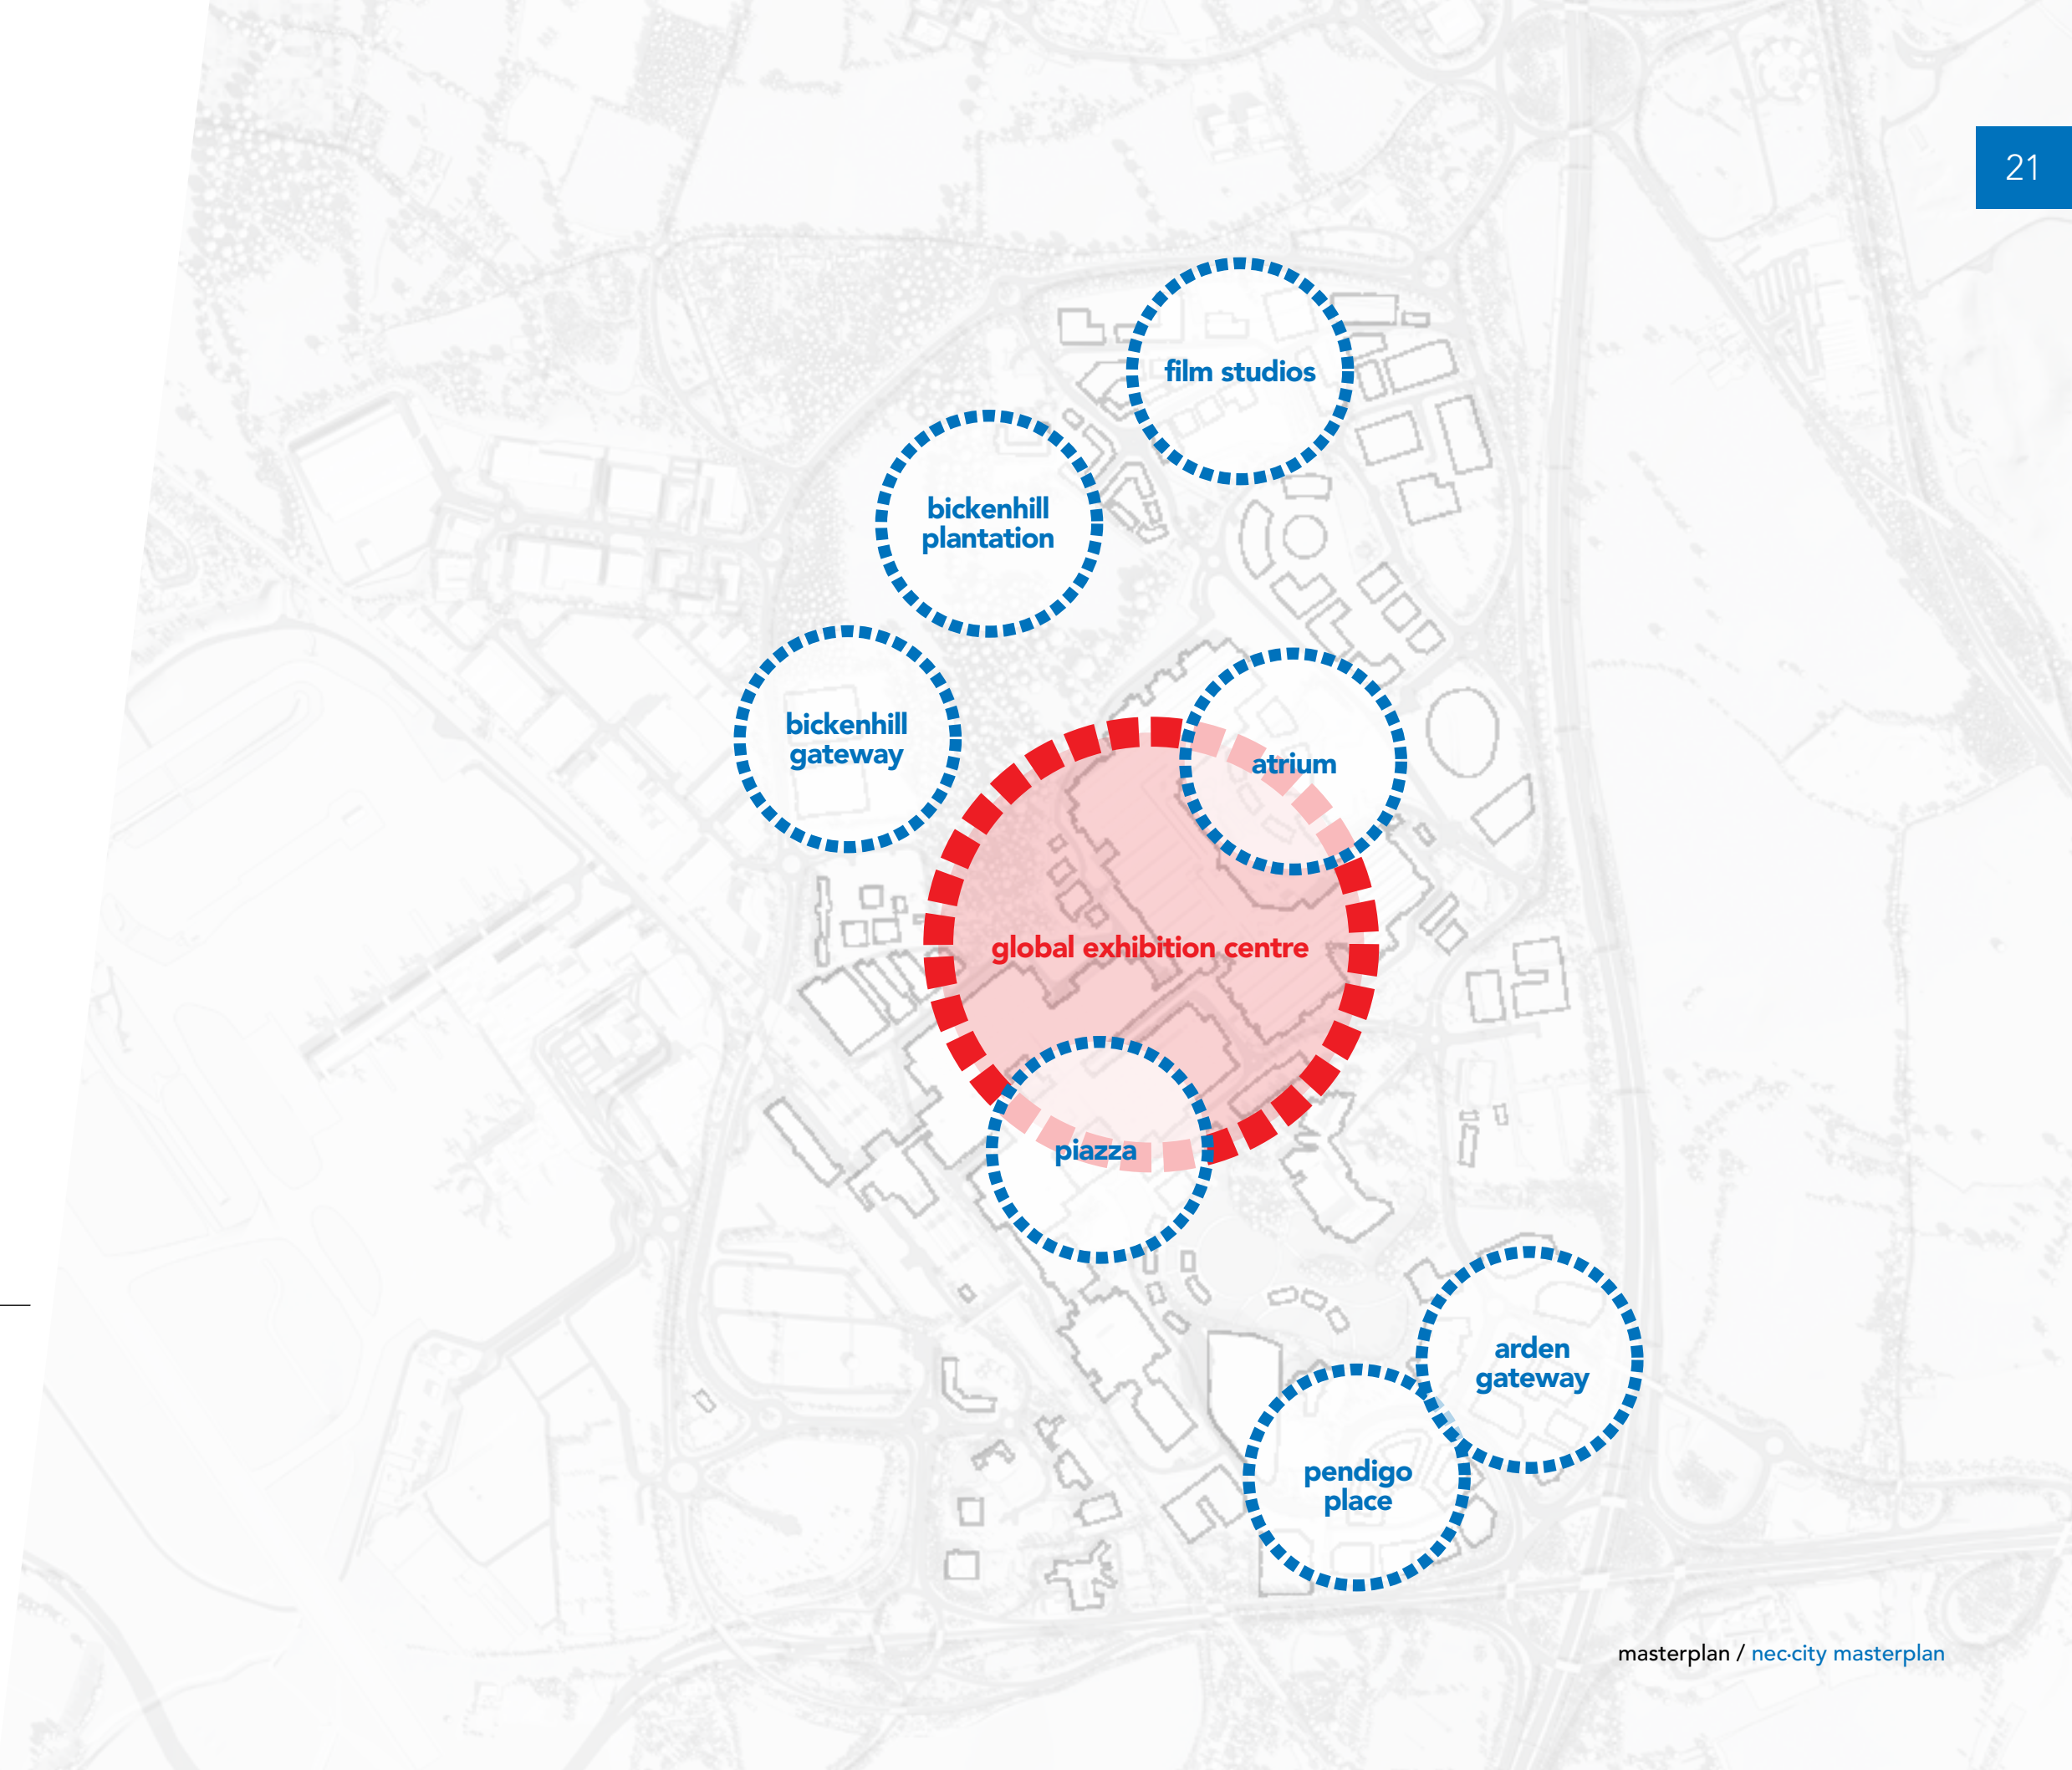 21
film studios
bickenhill
plantation
bickenhill
gateway
atrium
global exhibition centre
piazza
arden
gateway
pendigo
place
masterplan / nec·city masterplan